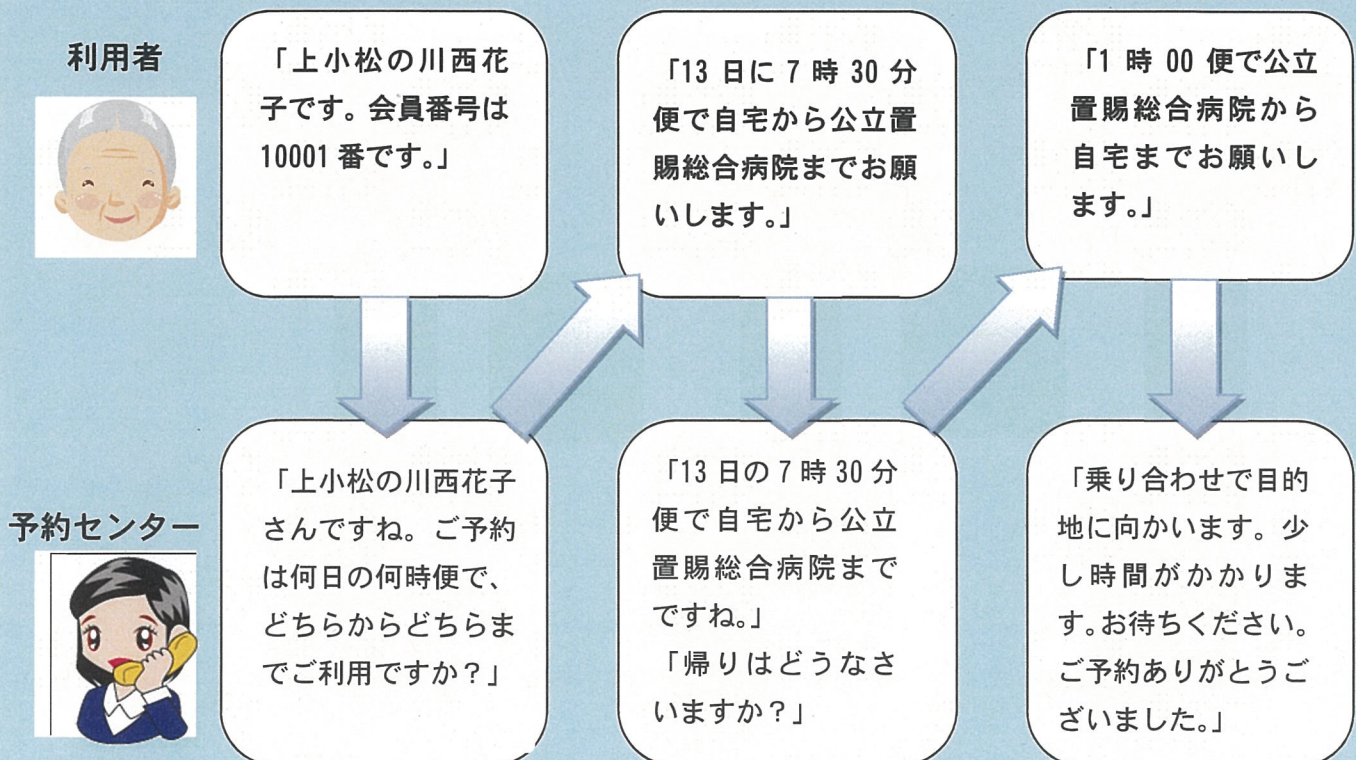 利用者
「上小松の川西花
子です。会員番号は
10001 番です。」
「上小松の川西花子
さんですね。ご予約
は何日の何時便で、
どちらからどちらま
でご利用ですか？」
「13 日に 7 時 30 分
便で自宅から公立置
賜総合病院までお願
いします。」
「13 日の 7 時 30 分
便で自宅から公立
置賜総合病院まで
ですね。」
「帰りはどうなさ
いますか？」
「1 時 00 便で公立
置賜総合病院から
自宅までお願いし
ます。」
「乗り合わせで目的
地に向かいます。少
し時間がかかりま
す。お待ちください。
ご予約ありがとうご
ざいました。」
予約センター